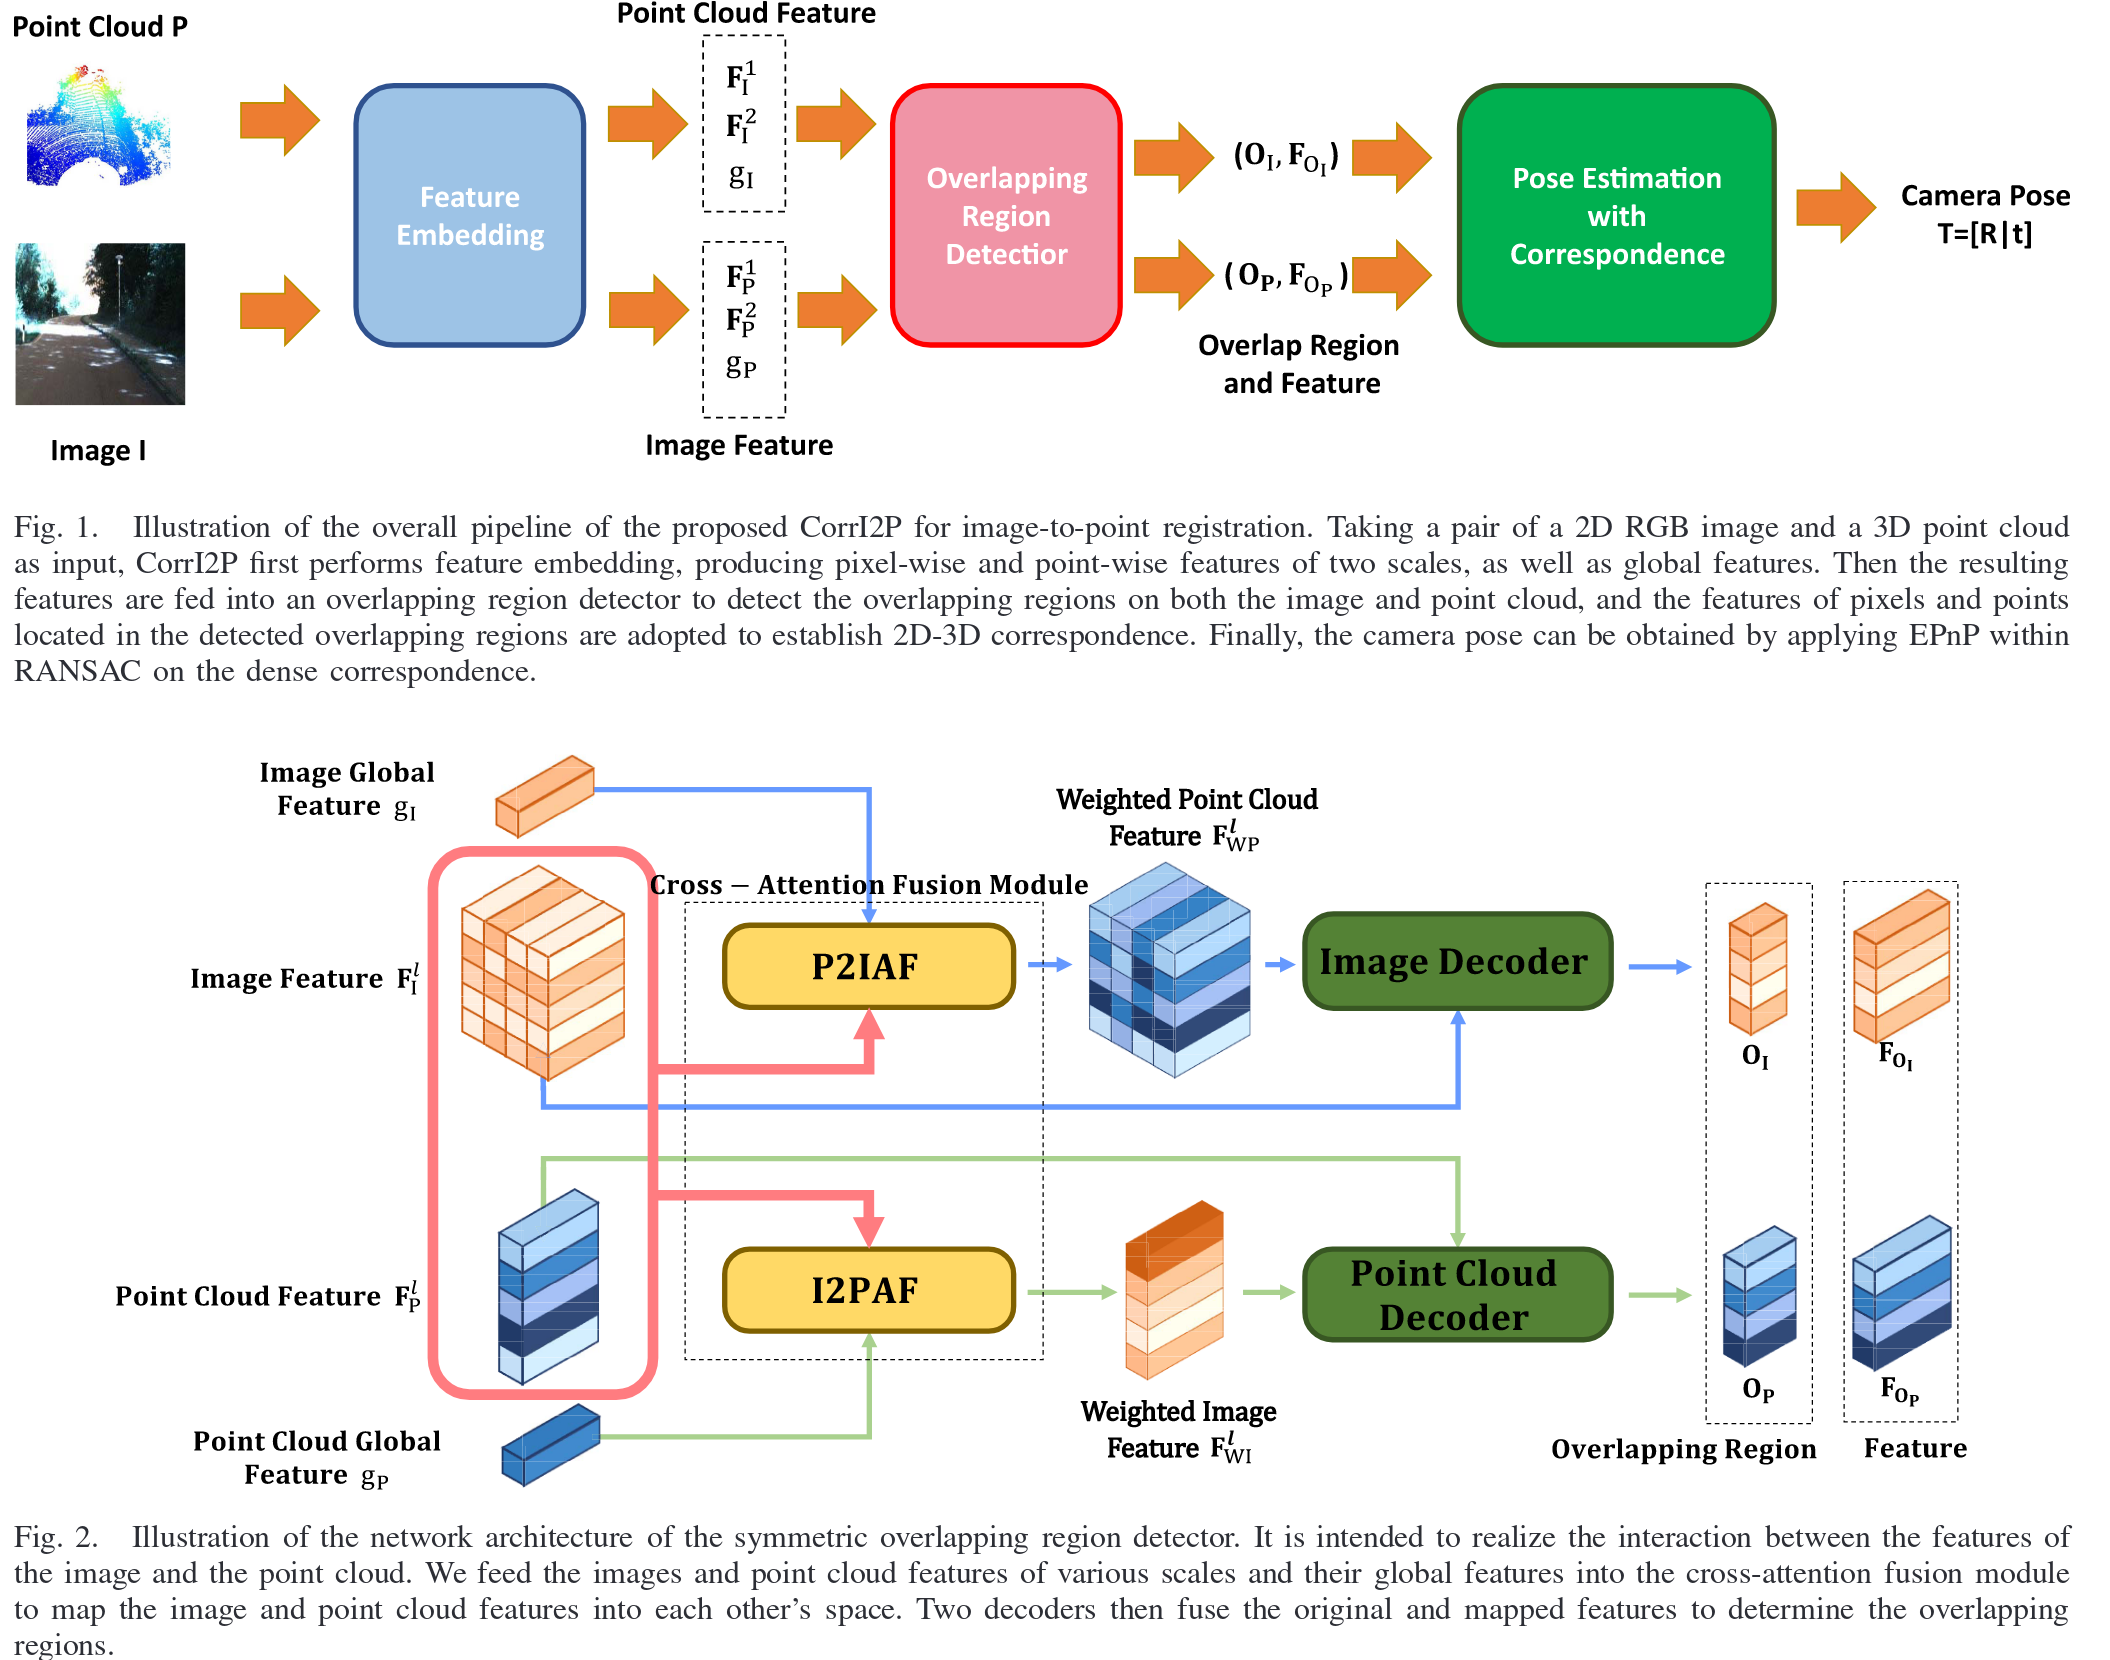 Point Cloud P
Point Cloud Feature
F_I^1
F_I^2
g_I
Feature
Embedding
Overlapping
Region
Detectior
(O_I, F_{O_I})
Pose Estimation
with
Correspondence
Camera Pose
T=[R|t]
F_P^1
F_P^2
g_P
(O_P, F_{O_P})
Overlap Region
and Feature
Image I
Image Feature
Fig. 1. Illustration of the overall pipeline of the proposed CorrI2P for image-to-point registration. Taking a pair of a 2D RGB image and a 3D point cloud
as input, CorrI2P first performs feature embedding, producing pixel-wise and point-wise features of two scales, as well as global features. Then the resulting
features are fed into an overlapping region detector to detect the overlapping regions on both the image and point cloud, and the features of pixels and points
located in the detected overlapping regions are adopted to establish 2D-3D correspondence. Finally, the camera pose can be obtained by applying EPnP within
RANSAC on the dense correspondence.
Image Global
Feature g_I
Weighted Point Cloud
Feature F_{WP}^l
Cross – Attention Fusion Module
Image Feature F_I^l
P2IAF
Image Decoder
O_I
F_{O_I}
Point Cloud Feature F_P^l
I2PAF
Point Cloud
Decoder
O_P
F_{O_P}
Point Cloud Global
Feature g_P
Weighted Image
Feature F_{WI}^l
Overlapping Region
Feature
Fig. 2. Illustration of the network architecture of the symmetric overlapping region detector. It is intended to realize the interaction between the features of
the image and the point cloud. We feed the images and point cloud features of various scales and their global features into the cross-attention fusion module
to map the image and point cloud features into each other's space. Two decoders then fuse the original and mapped features to determine the overlapping
regions.